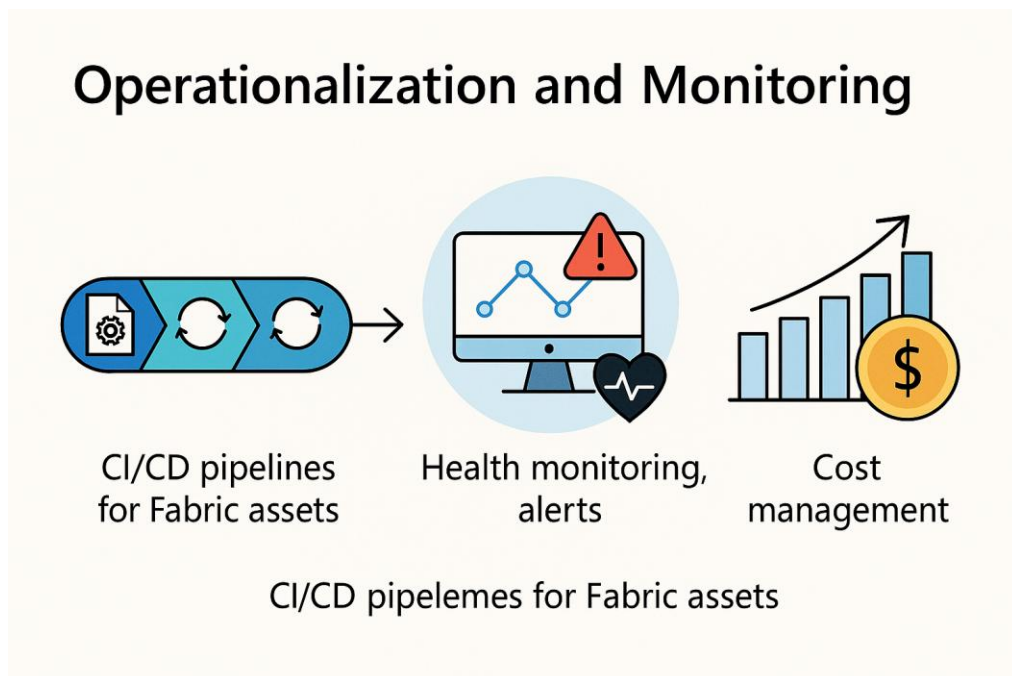 Operationalization and Monitoring
!
$
CI/CD pipelines
for Fabric assets
Health monitoring,
alerts
Cost
management
CI/CD pipelemes for Fabric assets